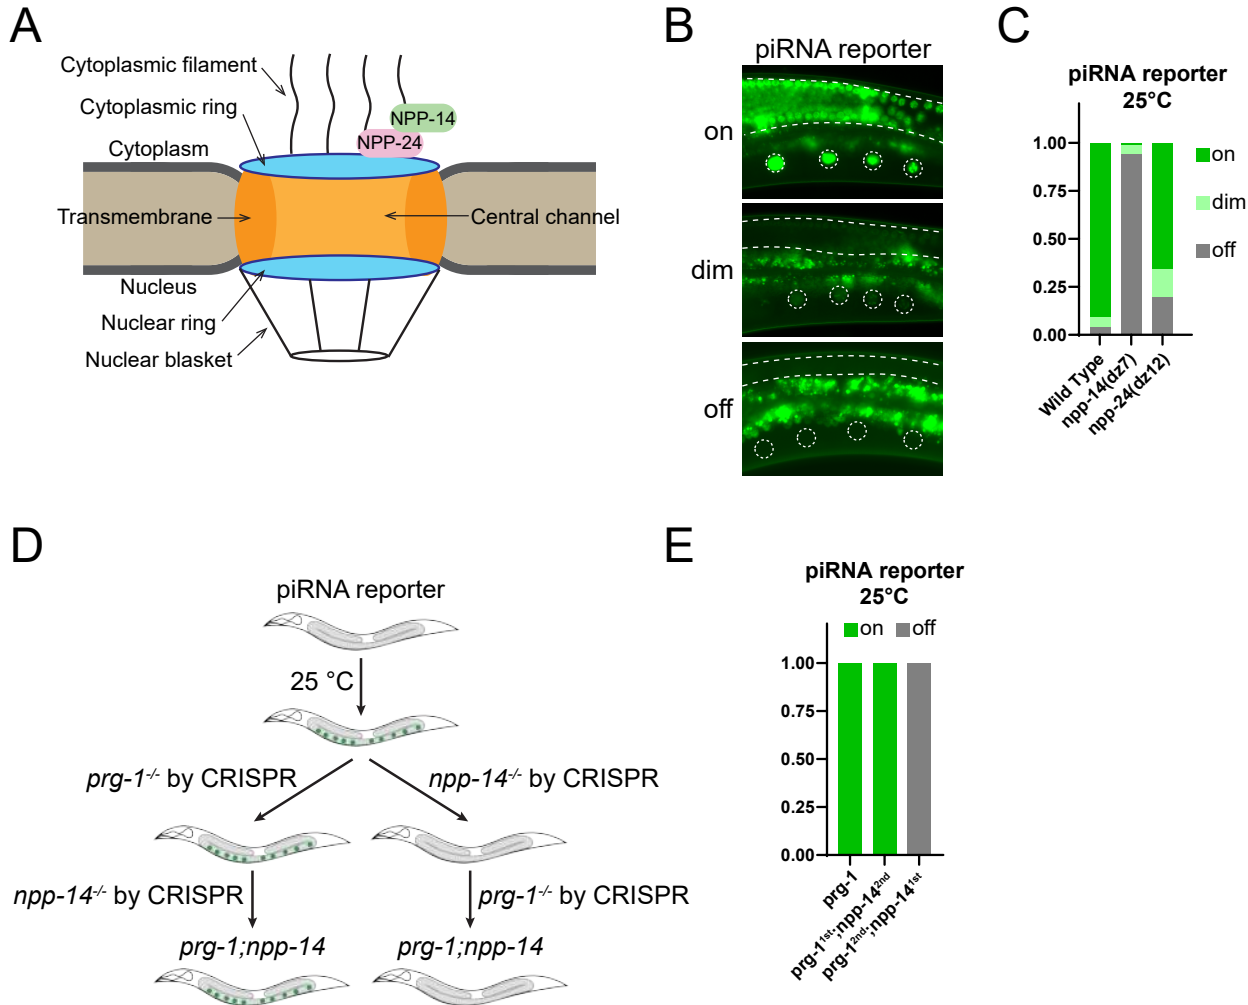 A
Cytoplasmic filament
Cytoplasmic ring
Cytoplasm
NPP-14
NPP-24
Transmembrane
Central channel
Nucleus
Nuclear ring
Nuclear blasket
B
piRNA reporter
on
dim
off
C
piRNA reporter
25°C
1.00
0.75
0.50
0.25
0.00
on
dim
off
Wild Type
npp-14(dz7)
npp-24(dz12)
D
piRNA reporter
25 °C
prg-1-/- by CRISPR
npp-14-/- by CRISPR
npp-14-/- by CRISPR
prg-1-/- by CRISPR
prg-1;npp-14
prg-1;npp-14
E
piRNA reporter
25°C
on
off
1.00
0.75
0.50
0.25
0.00
prg-1
prg-11st;npp-142nd
prg-12nd;npp-141st